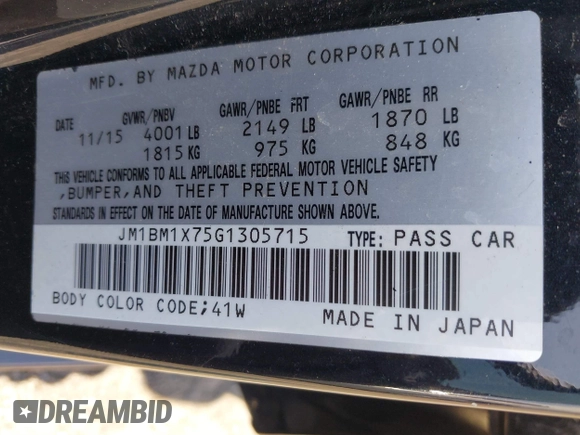 MFD. BY MAZDA MOTOR CORPORATION
DATE GVWR/PNBV GAWR/PNBE FRT GAWR/PNBE RR
11/15 4001 LB 2149 LB 1870 LB
1815 KG 975 KG 848 KG
THIS VEHICLE CONFORMS TO ALL APPLICABLE FEDERAL MOTOR VEHICLE SAFETY
,BUMPER,AND THEFT PREVENTION
STANDARDS IN EFFECT ON THE DATE OF MANUFACTURE SHOWN ABOVE.
JM1BM1X75G1305715 TYPE: PASS CAR
BODY COLOR CODE;41W MADE IN JAPAN
DREAMBID